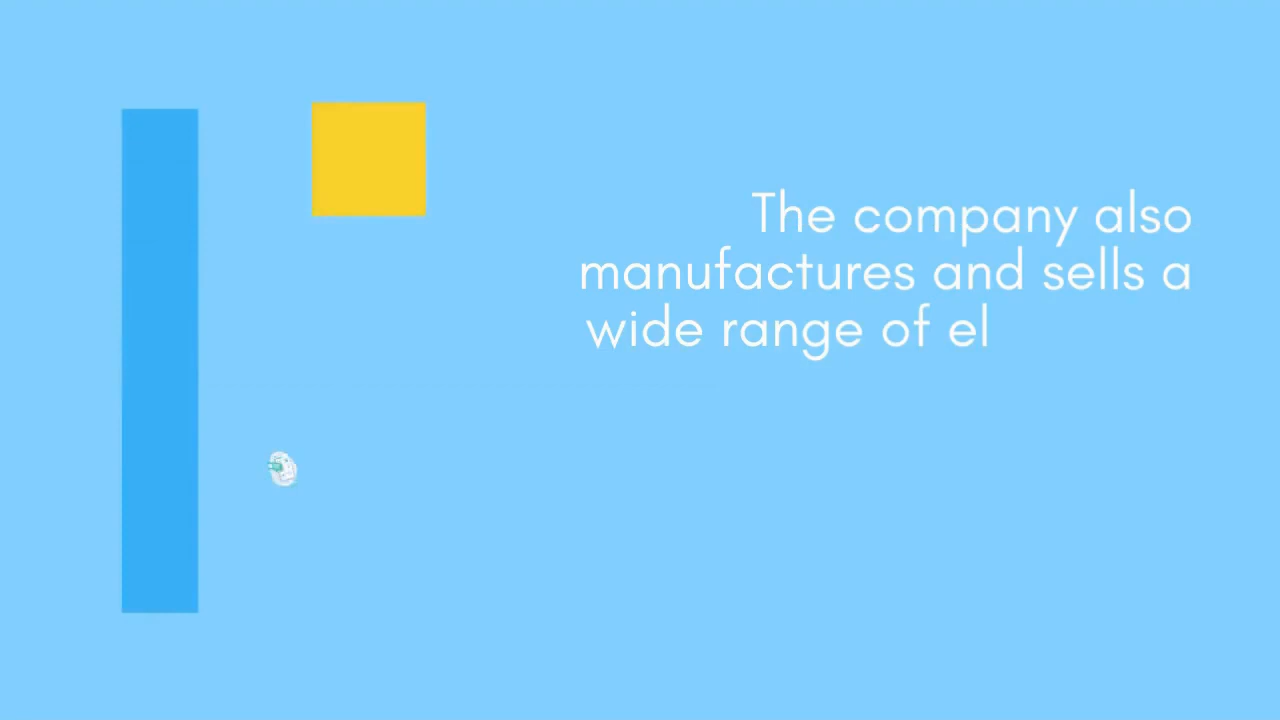 The company also
manufactures and sells a
wide range of el